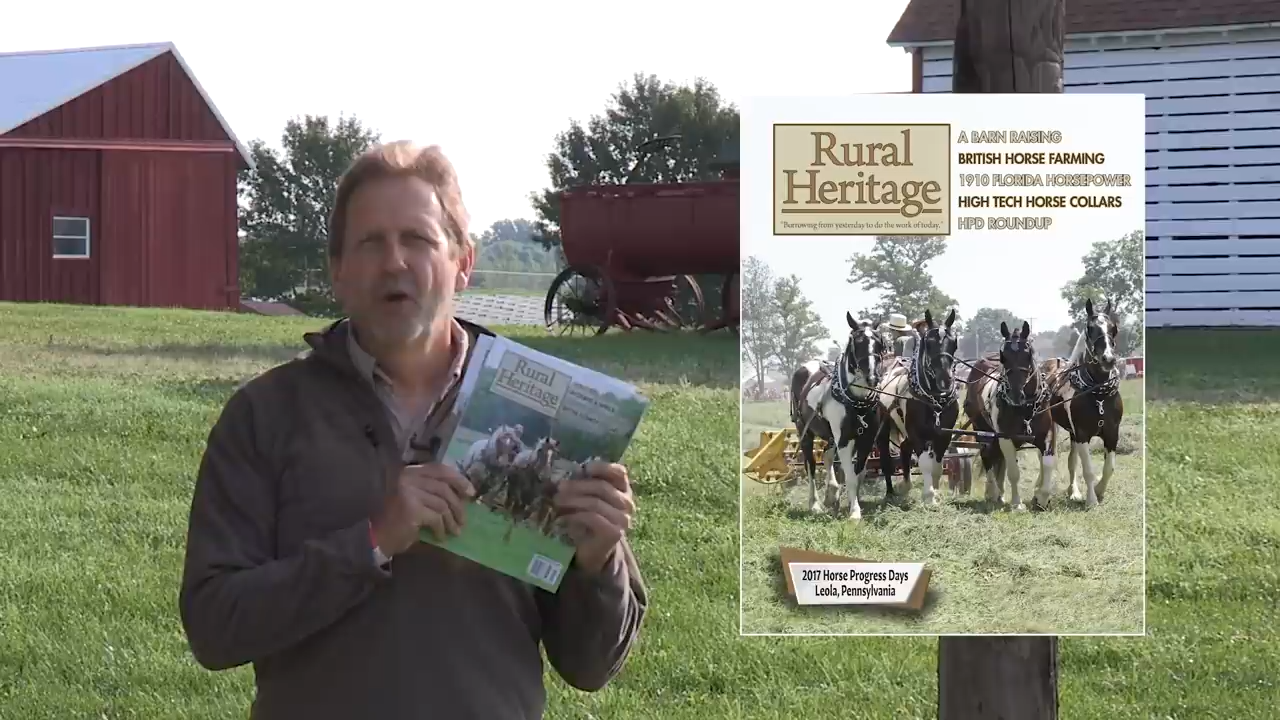 Rural
Heritage
"Borrowing from yesterday to do the work of today."
A BARN RAISING
BRITISH HORSE FARMING
1910 FLORIDA HORSEPOWER
HIGH TECH HORSE COLLARS
HPD ROUNDUP
2017 Horse Progress Days
Leola, Pennsylvania
Rural
Heritage